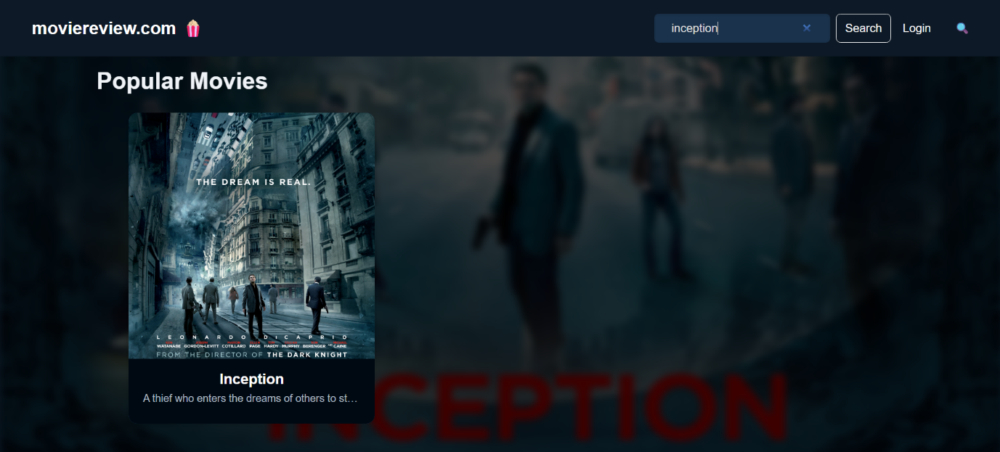 moviereview.com
inception
Search
Login
Popular Movies
THE DREAM IS REAL.
LEONARDO DICAPRIO
WATANABE GORDON-LEVITT COTILLARD PAGE HARDY MURPHY BERENGER CAINE
FROM THE DIRECTOR OF THE DARK KNIGHT
Inception
A thief who enters the dreams of others to st...
INCEPTION